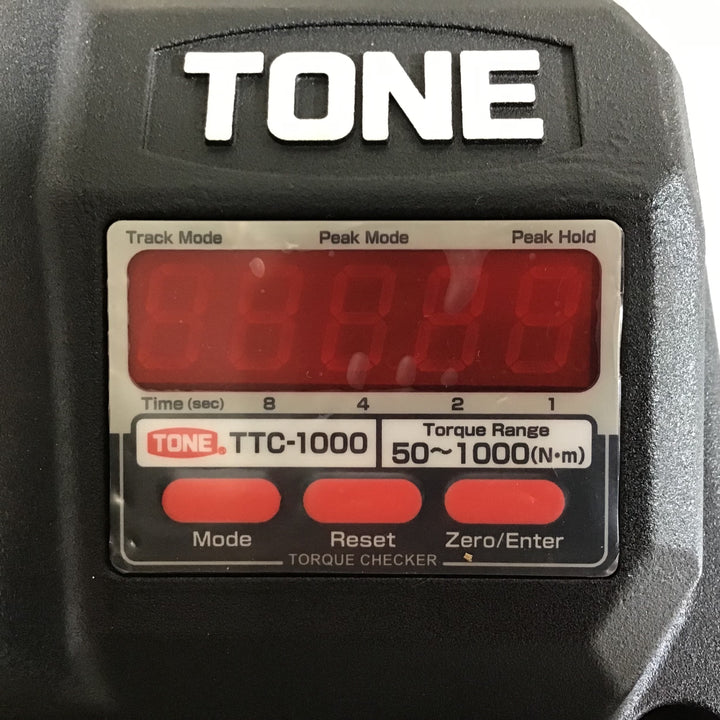 TONE
Track Mode Peak Mode Peak Hold
Time (sec) 8 4 2 1
TONE® TTC-1000
Torque Range
50～1000(N·m)
Mode Reset Zero/Enter
TORQUE CHECKER